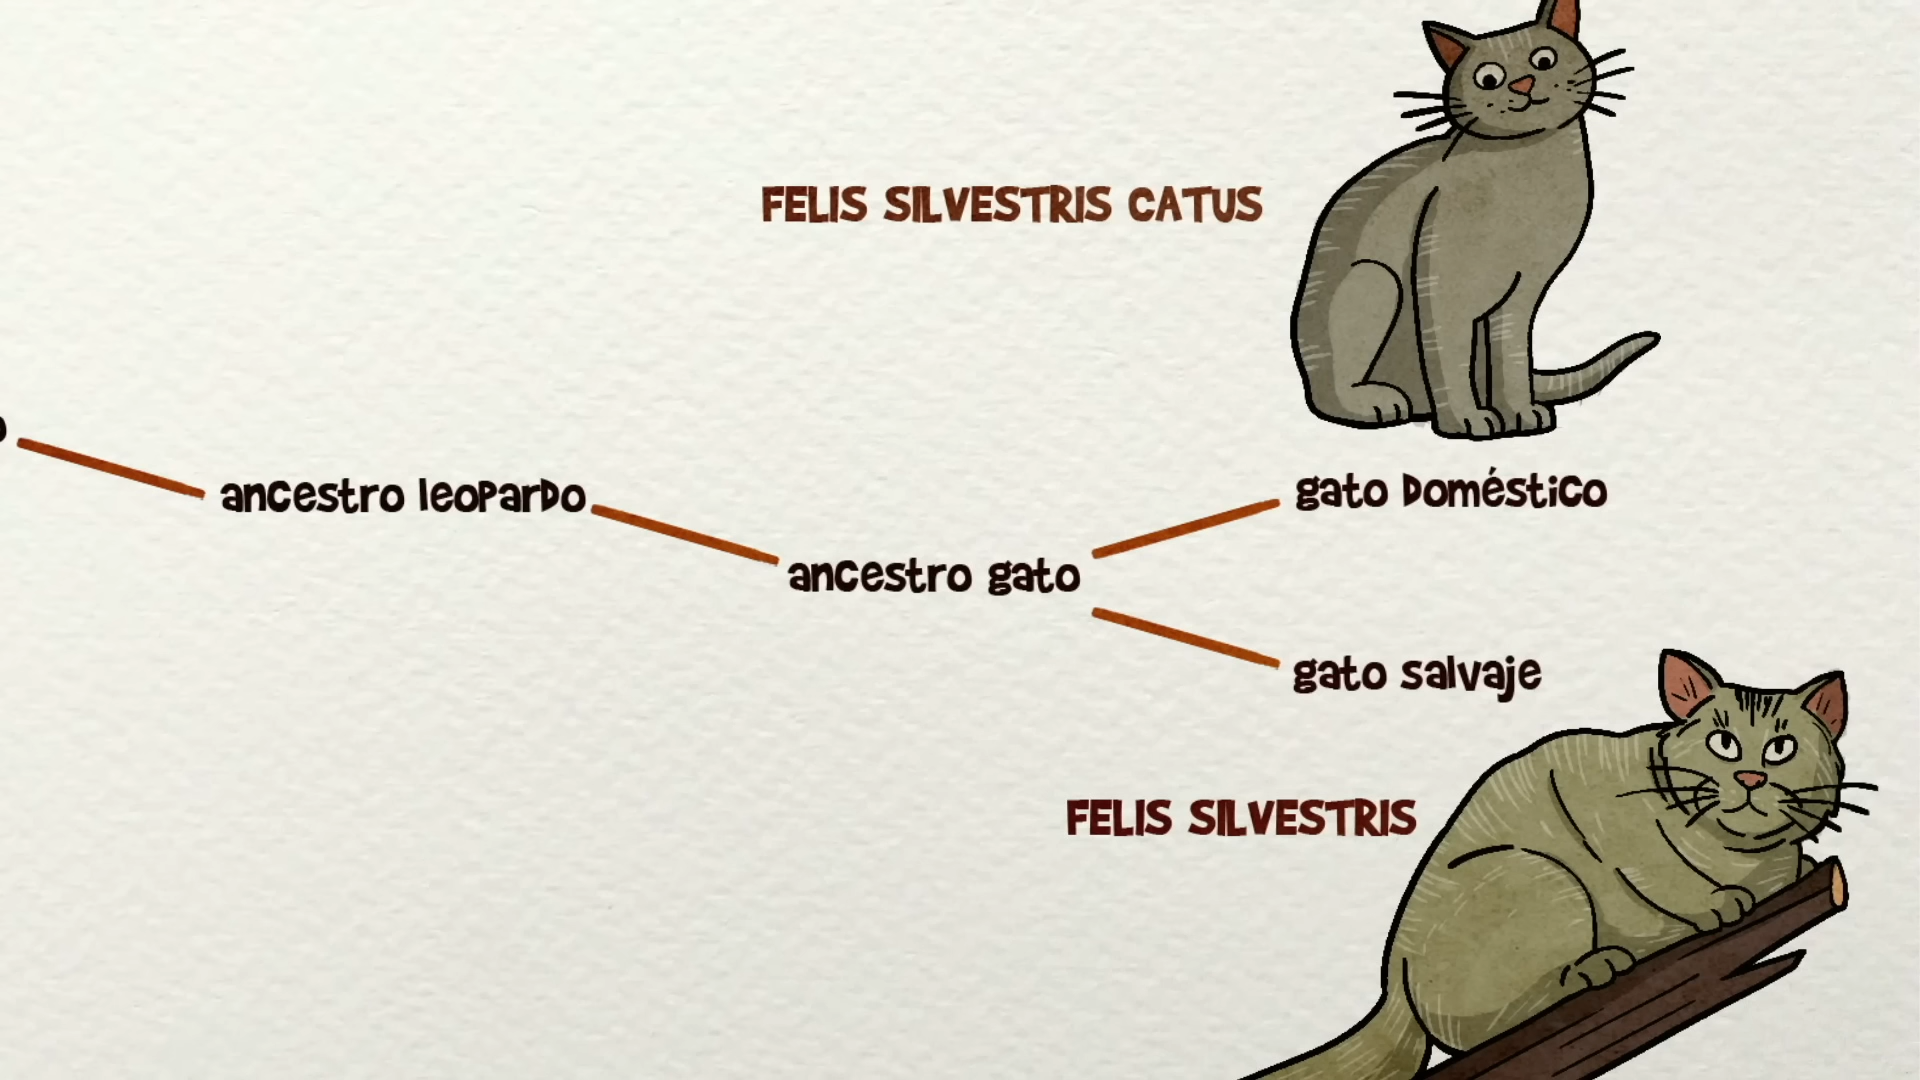 FELIS SILVESTRIS CATUS
ancestro leopardo
gato doméstico
ancestro gato
gato salvaje
FELIS SILVESTRIS